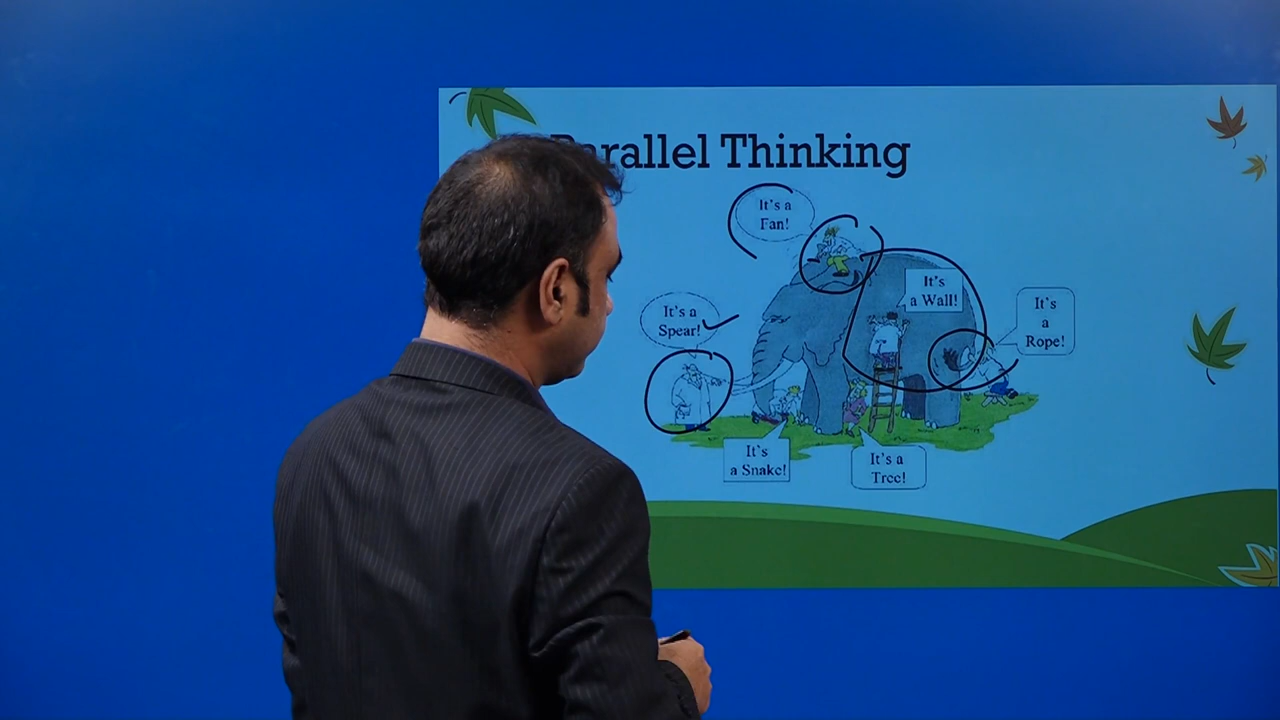 Parallel Thinking
It's a
Fan!
It's
a Wall!
It's a
Spear!
It's
a
Rope!
It's
a Snake!
It's a
Tree!